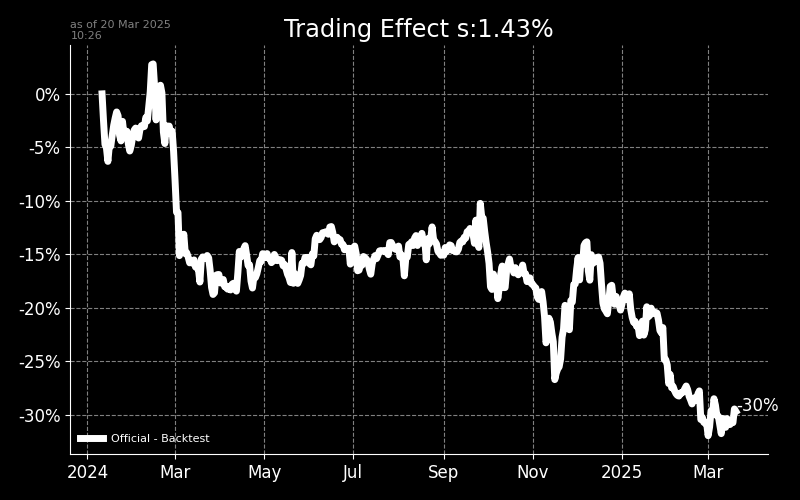 as of 20 Mar 2025
10:26
Trading Effect s:1.43%
0%
-5%
-10%
-15%
-20%
-25%
-30%
-30%
Official - Backtest
2024 Mar May Jul Sep Nov 2025 Mar